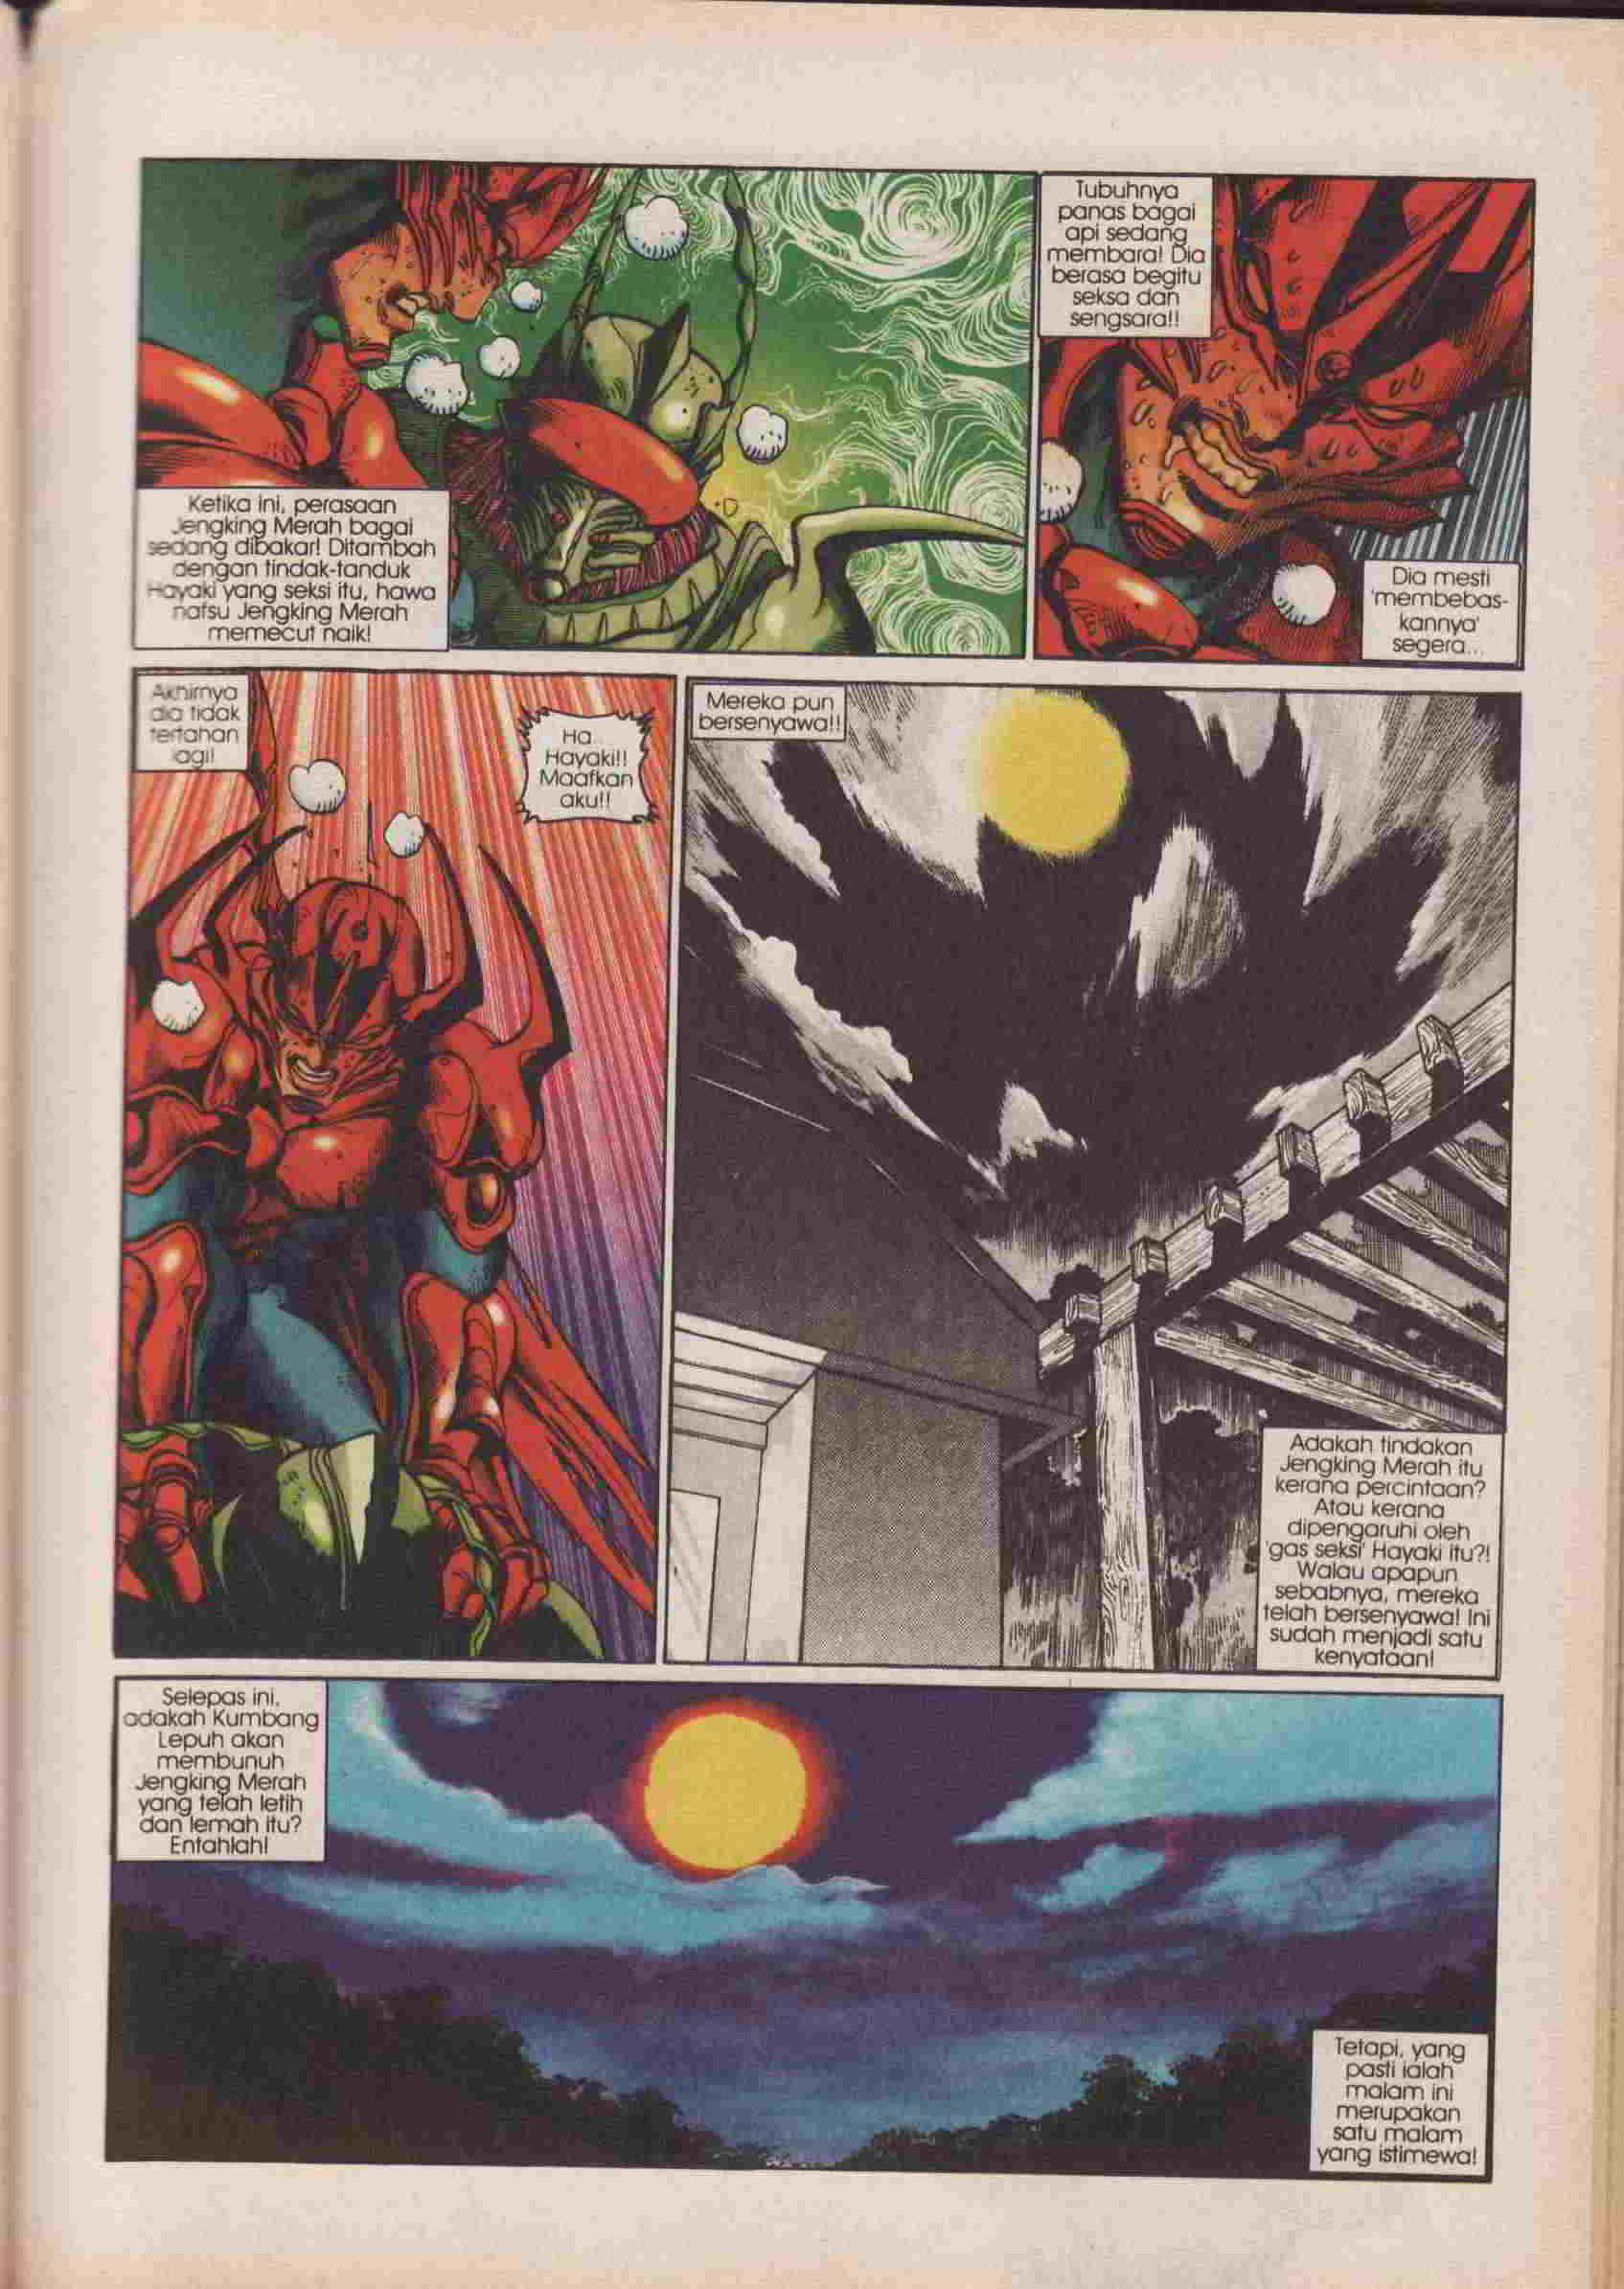 Ketika ini, perasaan
Jengking Merah bagai
sedang dibakar! Ditambah
dengan tindak-tanduk
Hayaki yang seksi itu, hawa
nafsu Jengking Merah
memecut naik!
Tubuhnya
panas bagai
api sedang
membara! Dia
berasa begitu
seksa dan
sengsara!!
Dia mesti
'membebas-
kannya'
segera...
Akhirnya
dia tidak
tertahan
lagi!
Ha...
Hayaki!!
Maafkan
aku!!
Mereka pun
bersenyawa!!
Adakah tindakan
Jengking Merah itu
kerana percintaan?
Atau kerana
dipengaruhi oleh
'gas seksi' Hayaki itu?!
Walau apapun
sebabnya, mereka
telah bersenyawa! Ini
sudah menjadi satu
kenyataan!
Selepas ini,
adakah Kumbang
Lepuh akan
membunuh
Jengking Merah
yang telah letih
dan lemah itu?
Entahlah!
Tetapi, yang
pasti ialah
malam ini
merupakan
satu malam
yang istimewa!